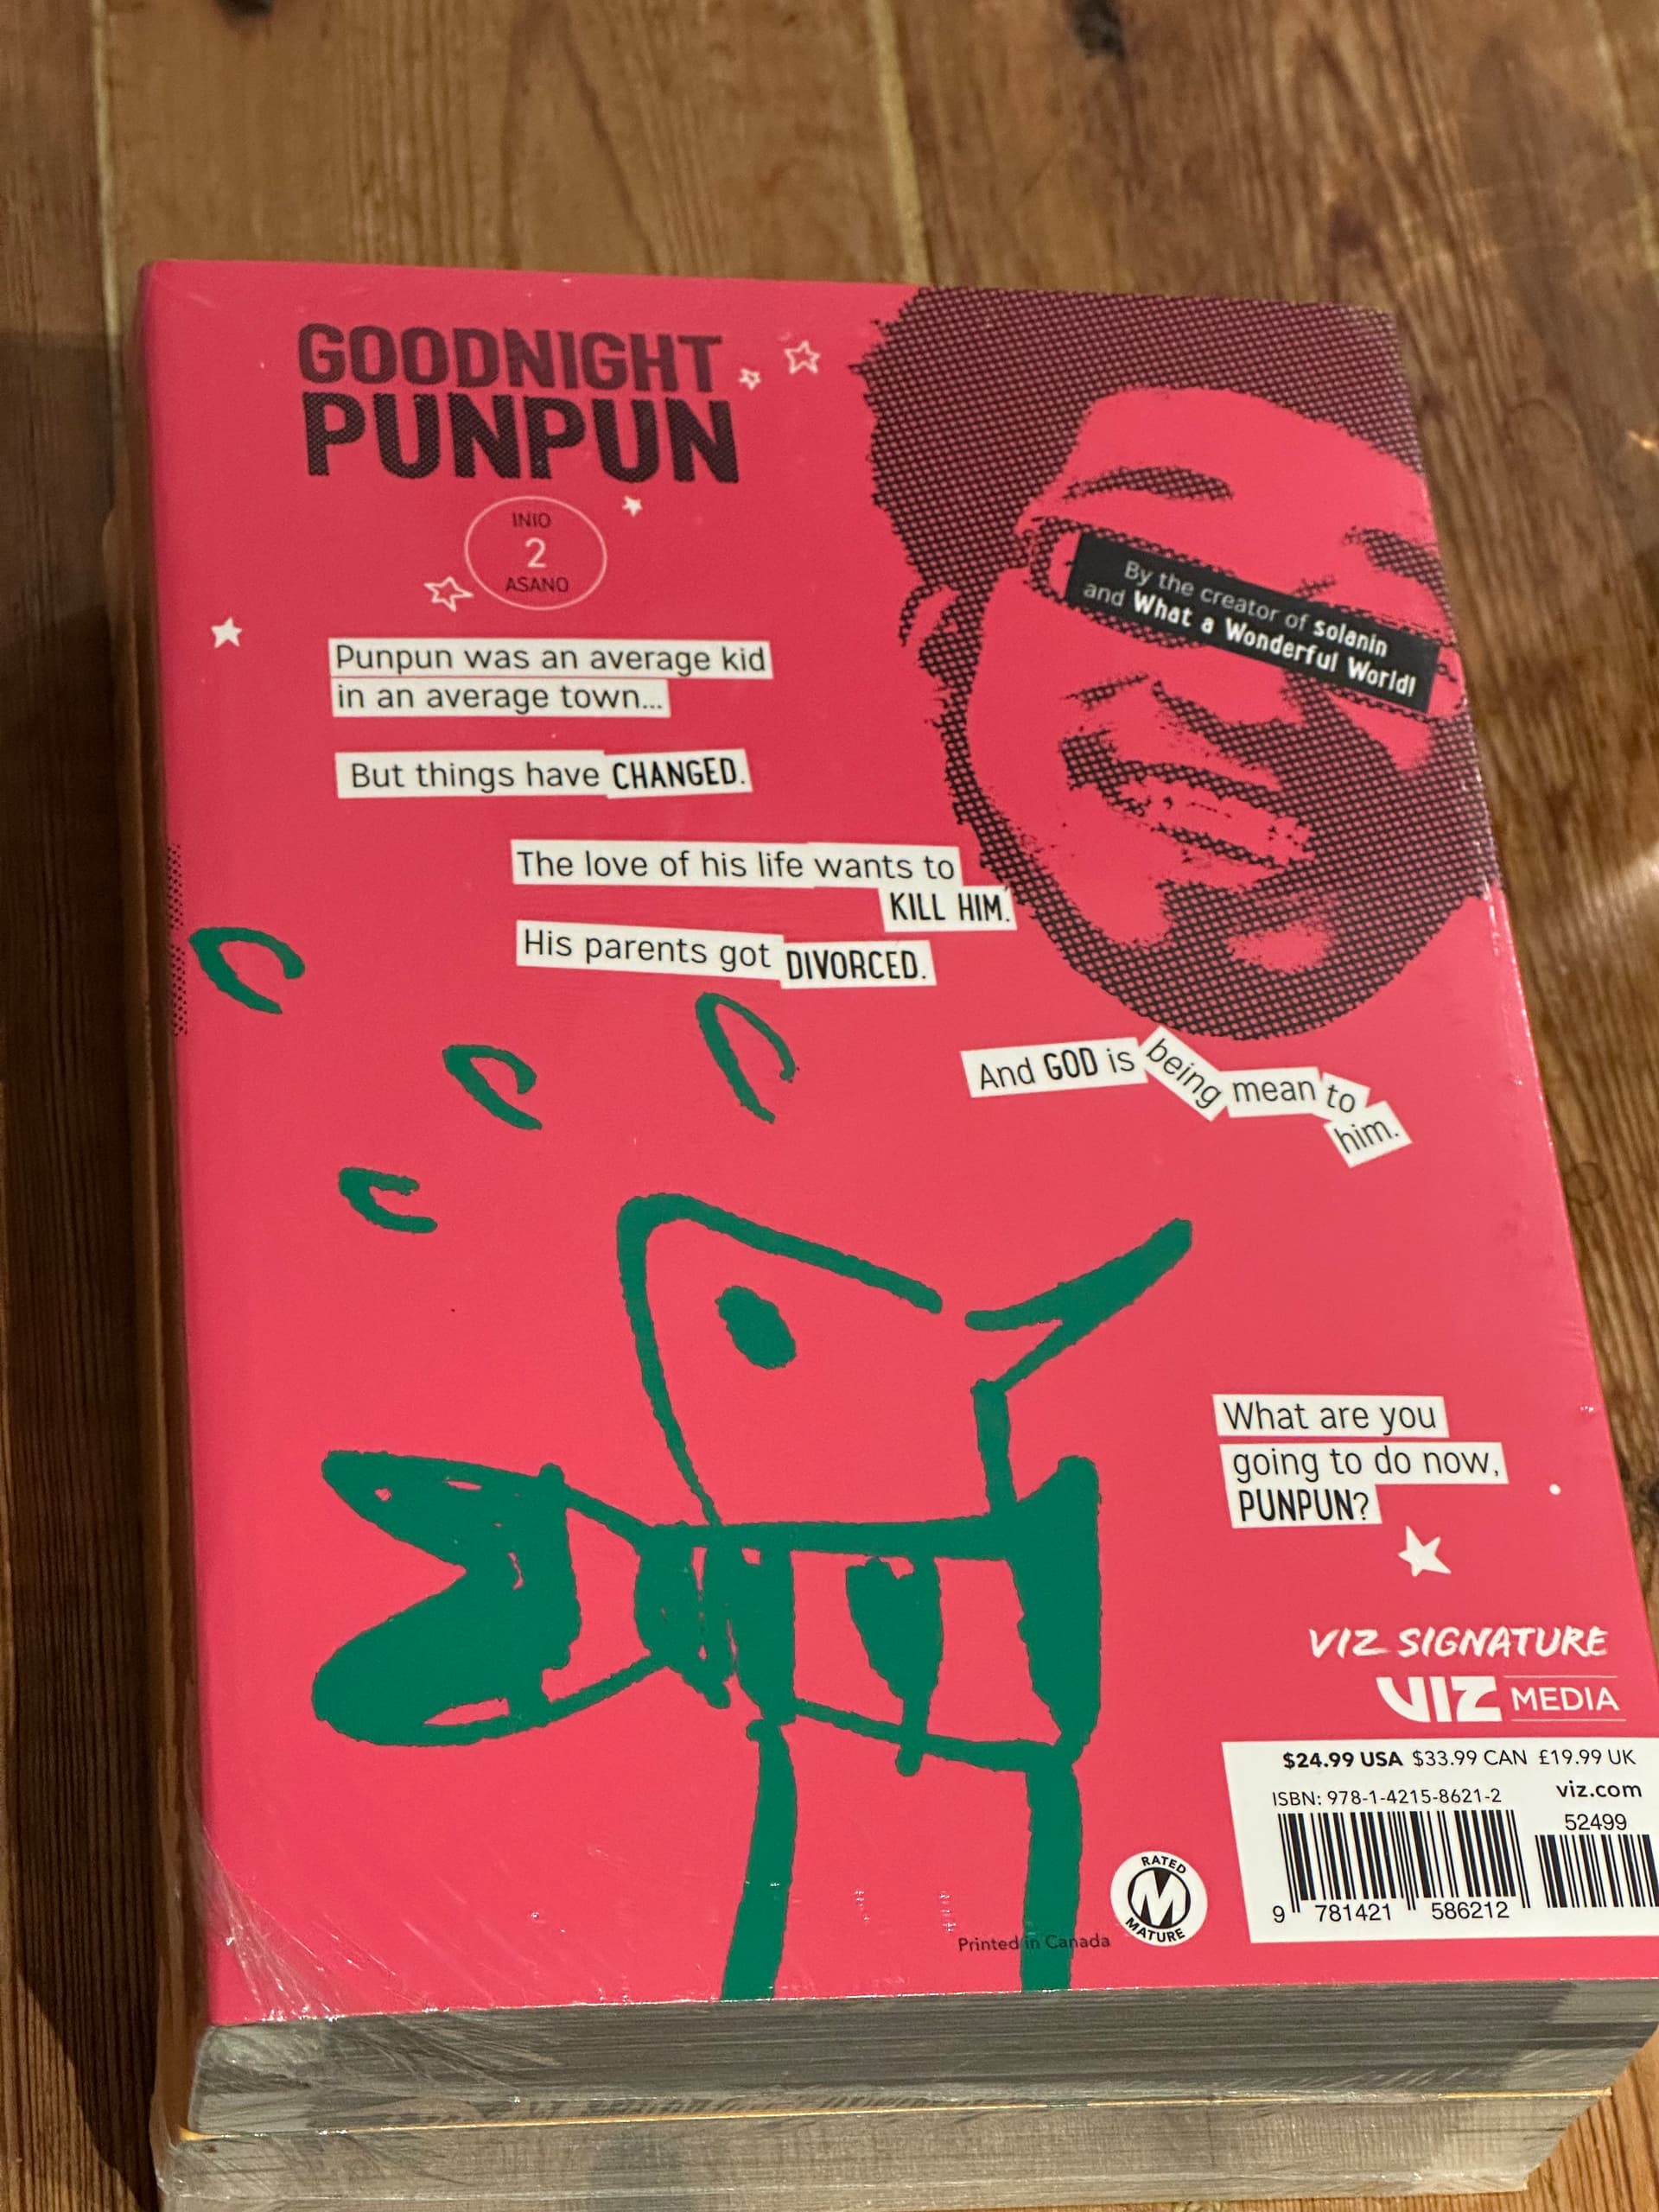 GOODNIGHT
PUNPUN
INIO
2
ASANO
By the creator of solanin
and What a Wonderful World!
Punpun was an average kid
in an average town...
But things have CHANGED.
The love of his life wants to
KILL HIM.
His parents got DIVORCED.
And GOD is being mean to
him.
What are you
going to do now,
PUNPUN?
VIZ SIGNATURE
VIZ MEDIA
$24.99 USA $33.99 CAN £19.99 UK
ISBN: 978-1-4215-8621-2 viz.com
52499
9 781421 586212
RATED
M
MATURE
Printed in Canada